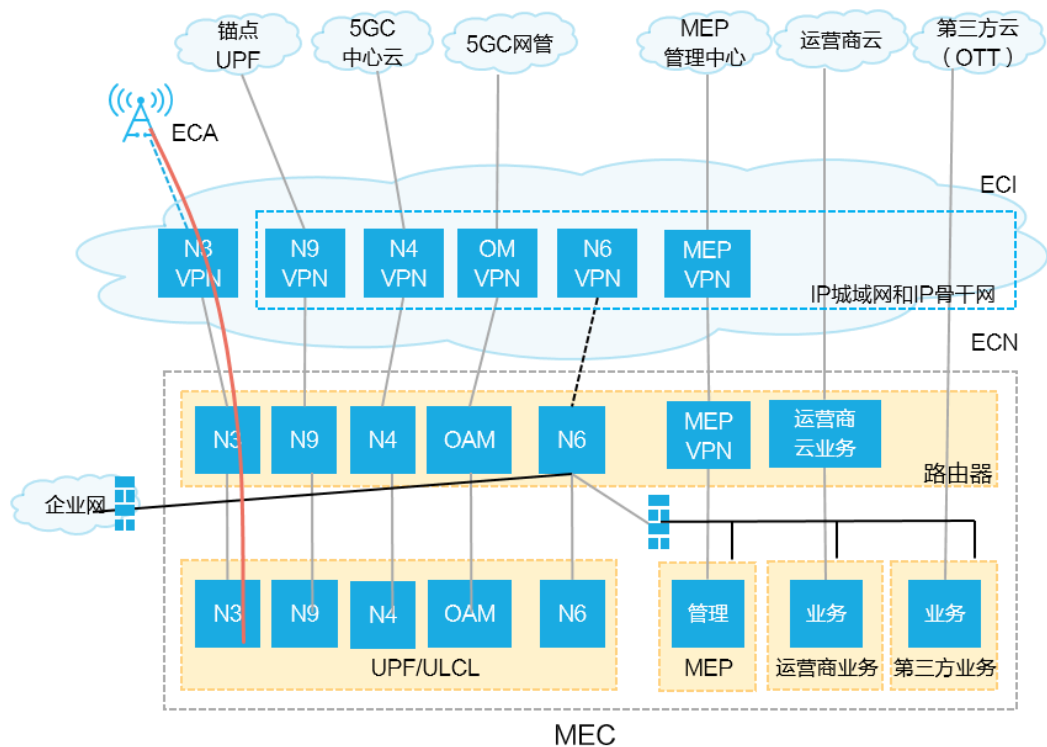 锚点
UPF
5GC
中心云
5GC网管
MEP
管理中心
运营商云
第三方云
（OTT）
ECA
ECI
N3
VPN
N9
VPN
N4
VPN
OM
VPN
N6
VPN
MEP
VPN
IP城域网和IP骨干网
ECN
N3
N9
N4
OAM
N6
MEP
VPN
运营商
云业务
路由器
企业网
N3
N9
N4
OAM
N6
管理
业务
业务
UPF/ULCL
MEP
运营商业务
第三方业务
MEC